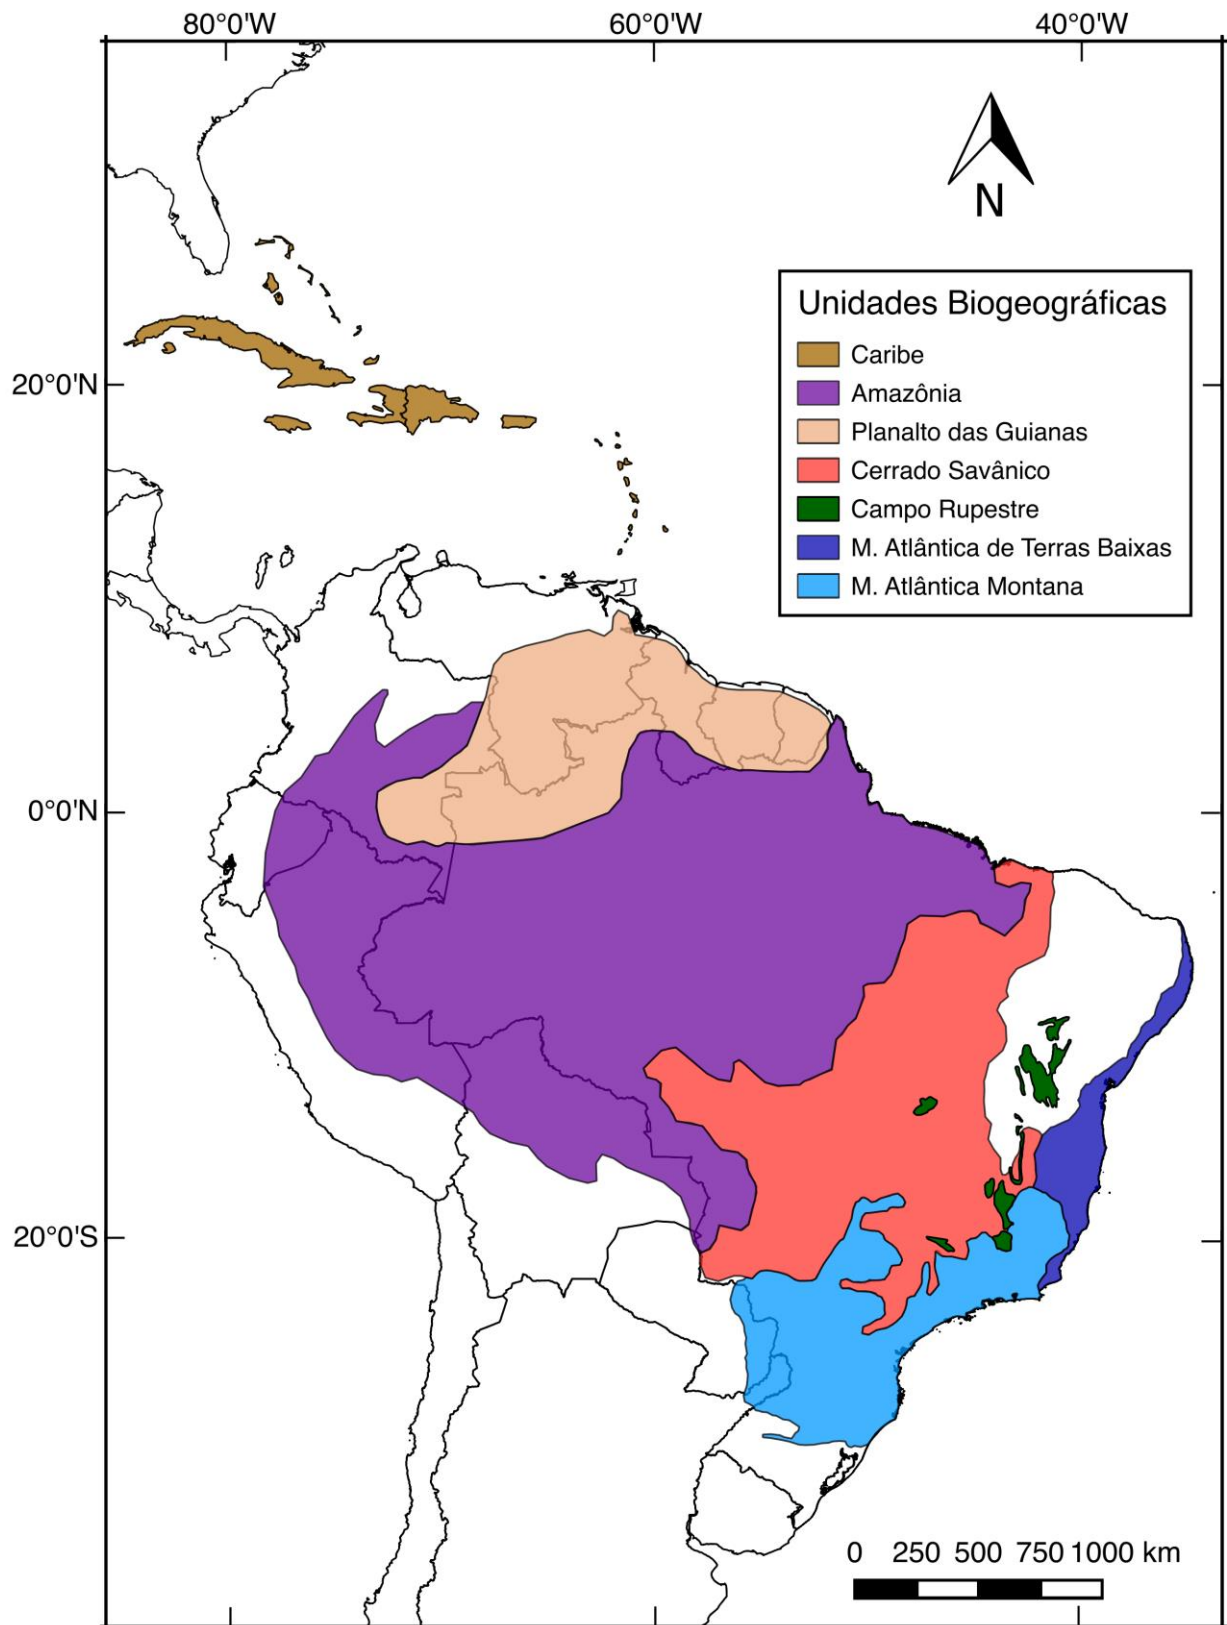 80°0'W 60°0'W 40°0'W
N
Unidades Biogeográficas
Caribe
20°0'N
Amazônia
Planalto das Guianas
Cerrado Savânico
Campo Rupestre
M. Atlântica de Terras Baixas
M. Atlântica Montana
0°0'N
20°0'S
0 250 500 750 1000 km